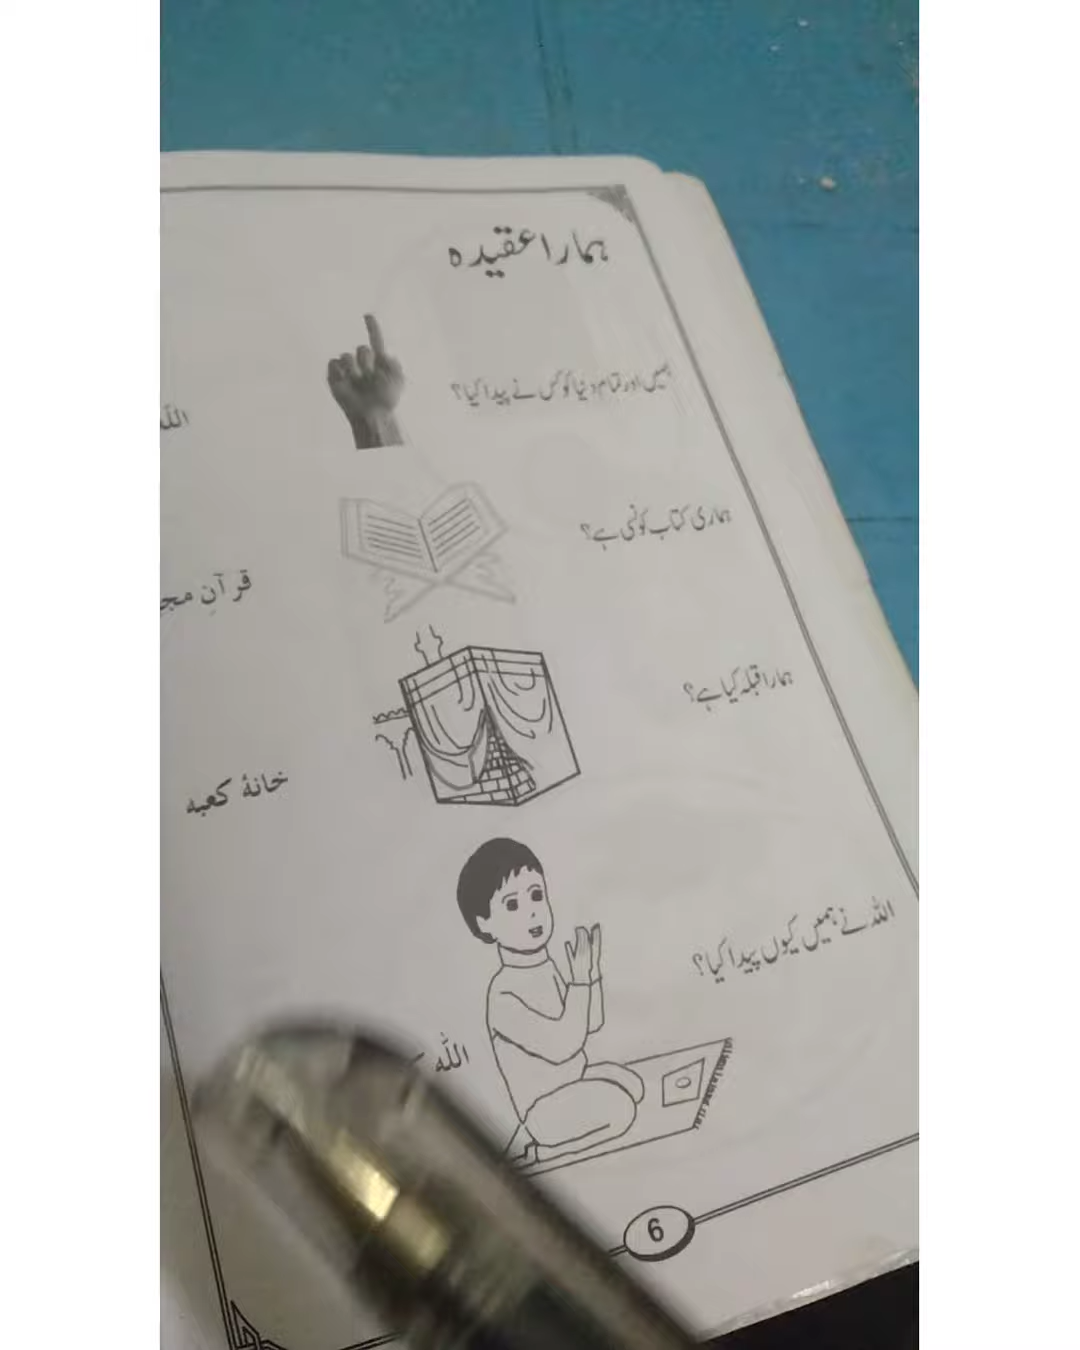 ہمارا عقیدہ
ہمیں اور تمام دنیا کو کس نے پیدا کیا؟
ہماری کتاب کونسی ہے؟
قرآنِ
ہمارا قبلہ کیا ہے؟
خانۂ کعبہ
اللہ نے ہمیں کیوں پیدا کیا؟
اللہ
6